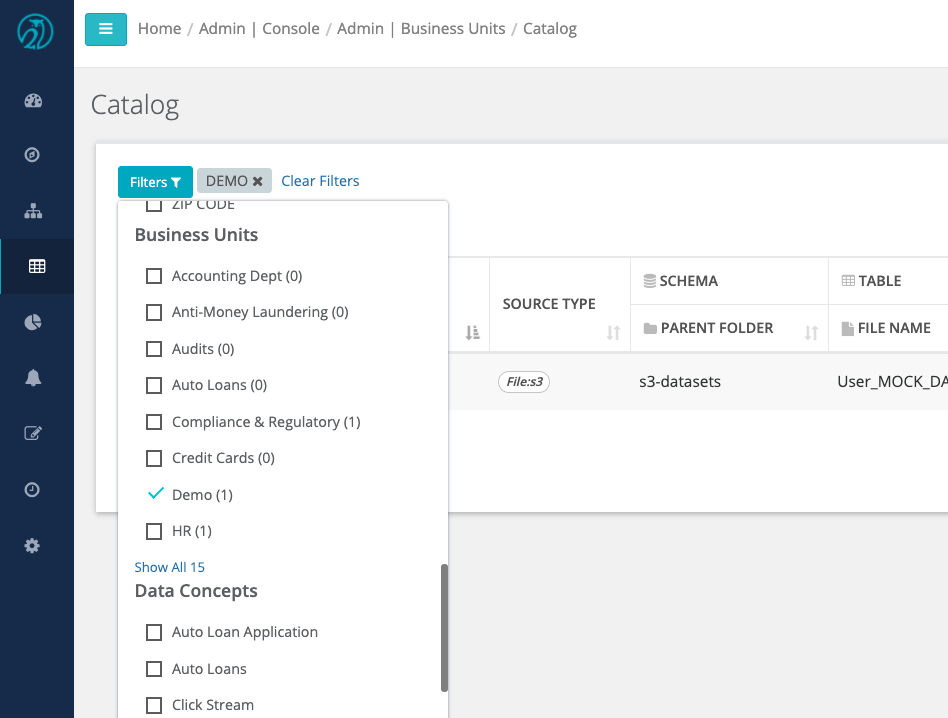 Home / Admin | Console / Admin | Business Units / Catalog
Catalog
Filters DEMO ✖ Clear Filters
ZIP CODE
Business Units
Accounting Dept (0)
Anti-Money Laundering (0)
Audits (0)
Auto Loans (0)
Compliance & Regulatory (1)
Credit Cards (0)
Demo (1)
HR (1)
Show All 15
Data Concepts
Auto Loan Application
Auto Loans
Click Stream
SOURCE TYPE
SCHEMA
TABLE
PARENT FOLDER
FILE NAME
File:s3
s3-datasets
User_MOCK_DA